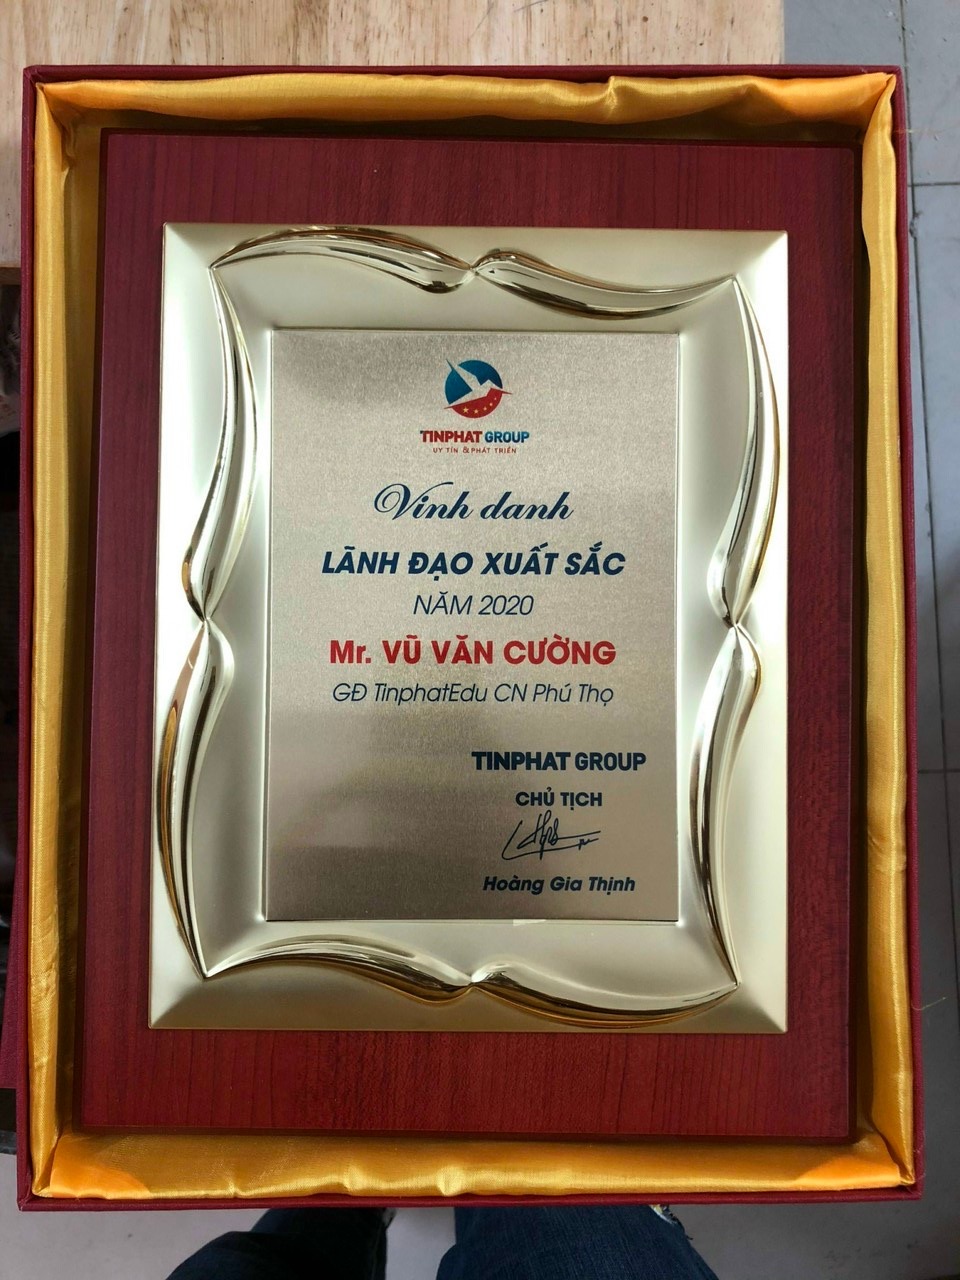 TINPHAT GROUP
UY TÍN & PHÁT TRIỂN
Vinh danh
LÃNH ĐẠO XUẤT SẮC
NĂM 2020
Mr. VŨ VĂN CƯỜNG
GĐ TinphatEdu CN Phú Thọ
TINPHAT GROUP
CHỦ TỊCH
Hoàng Gia Thịnh